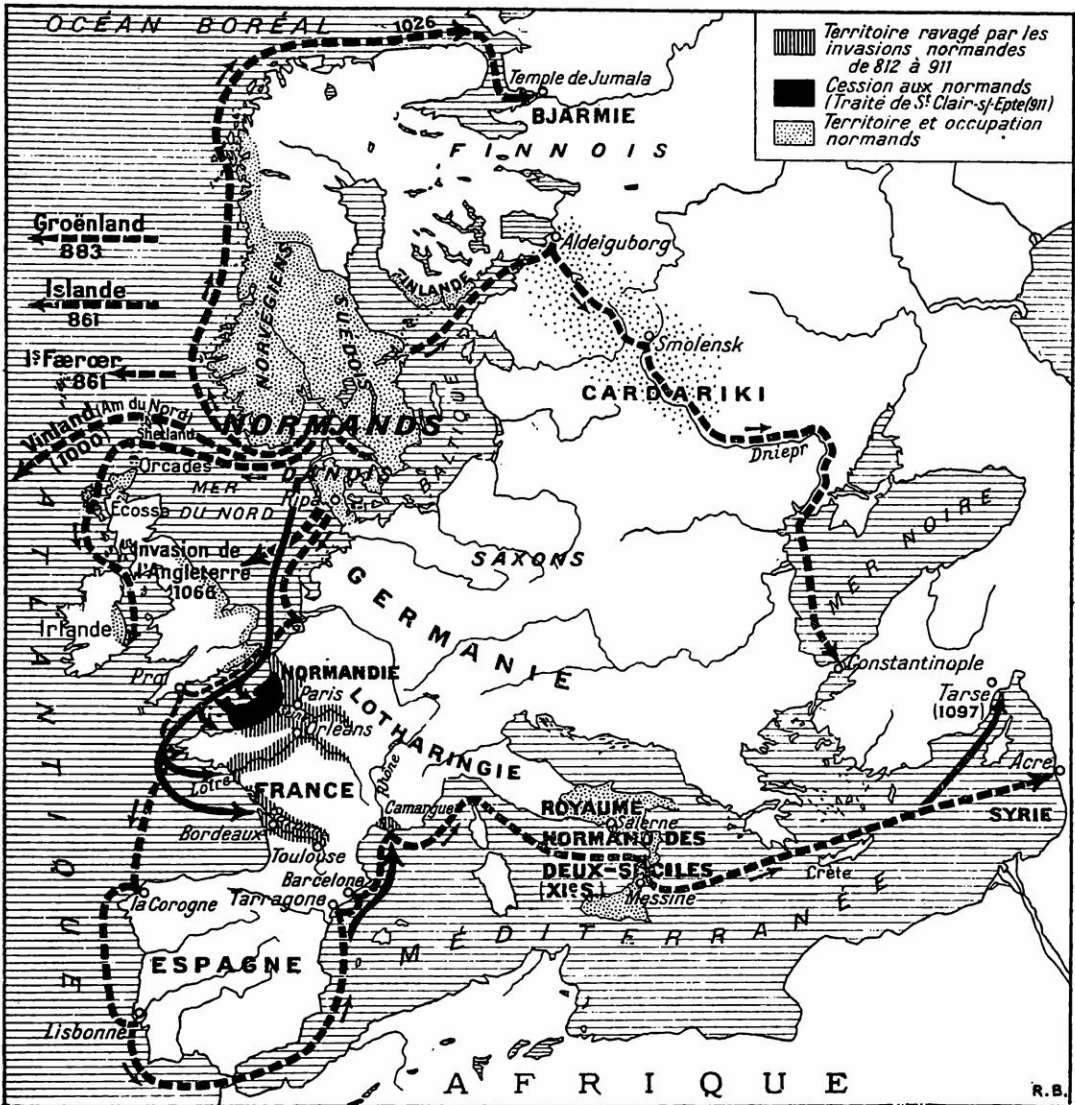 OCÉAN BORÉAL
1026
Territoire ravagé par les
invasions normandes
de 812 à 911
Cession aux normands
(Traité de St Clair-s/-Epte(911)
Territoire et occupation
normands
Temple de Jumala
BJARMIE
FINNOIS
Groënland
883
Islande
861
Is Færœr
861
Vinland (Am du Nord)
(1000)
Shetland
Orcades
NORVEGIENS
SUEDOIS
FINLANDE
Aldeiguborg
Smolensk
CARDARIKI
Dniepr
NORMANDS
DANOIS
Ripa
BALTIQUE
MER
DU NORD
Écosse
Invasion de
l'Angleterre
1066
Irlande
SAXONS
GERMANIE
MER NOIRE
Constantinople
Tarse
(1097)
Acre
SYRIE
NORMANDIE
Paris
Orléans
LOTHARINGIE
Loire
FRANCE
Rhône
Camargue
Bordeaux
Toulouse
Barcelone
Tarragone
la Corogne
ESPAGNE
Lisbonne
ROYAUME
Salerne
NORMAND DES
DEUX-SICILES
(XIe S.)
Messine
Crète
MÉDITERRANÉE
ATLANTIQUE
AFRIQUE
R.B.